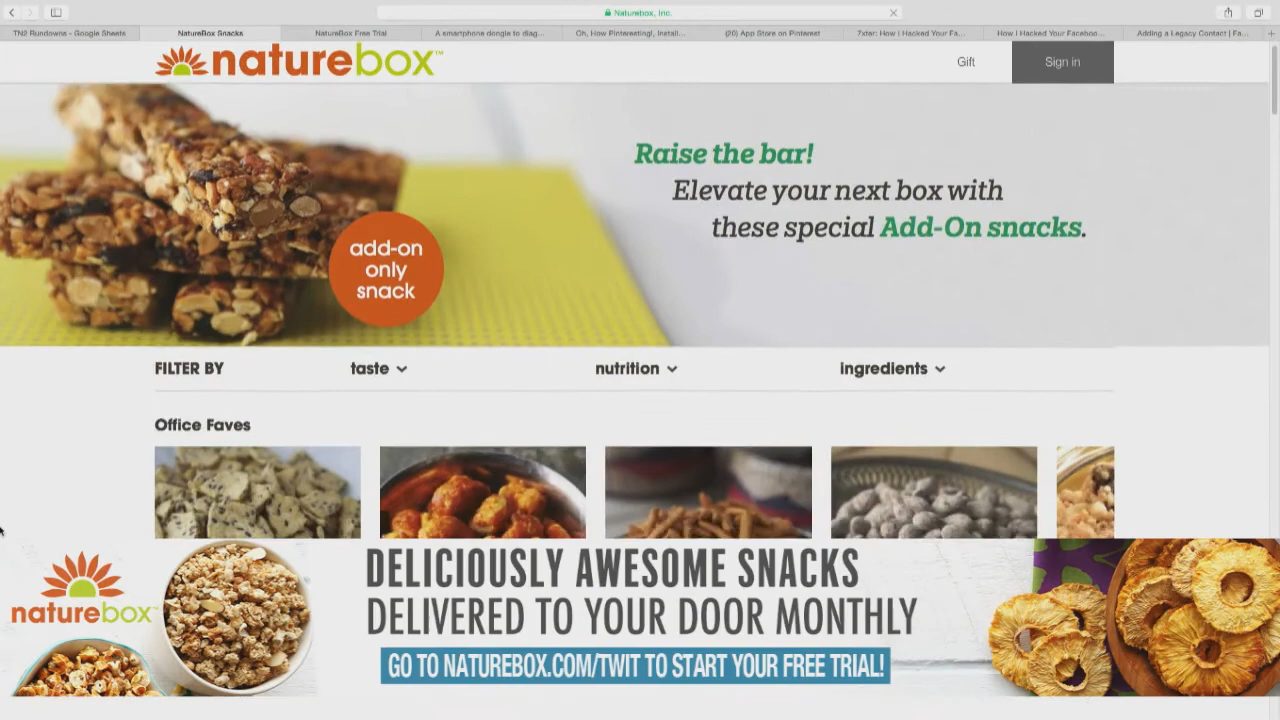 Naturebox, Inc.
TN2 Rundowns - Google Sheets
NatureBox Snacks
NatureBox Free Trial
A smartphone dongle to diag...
Oh, How Pinteresting!, Install...
(20) App Store on Pinterest
7xter: How I Hacked Your Fa...
How I Hacked Your Faceboo...
Adding a Legacy Contact | Fa...
naturebox™
Gift
Sign in
Raise the bar!
Elevate your next box with
these special Add-On snacks.
add-on
only
snack
FILTER BY
taste
nutrition
ingredients
Office Faves
naturebox
DELICIOUSLY AWESOME SNACKS
DELIVERED TO YOUR DOOR MONTHLY
GO TO NATUREBOX.COM/TWIT TO START YOUR FREE TRIAL!